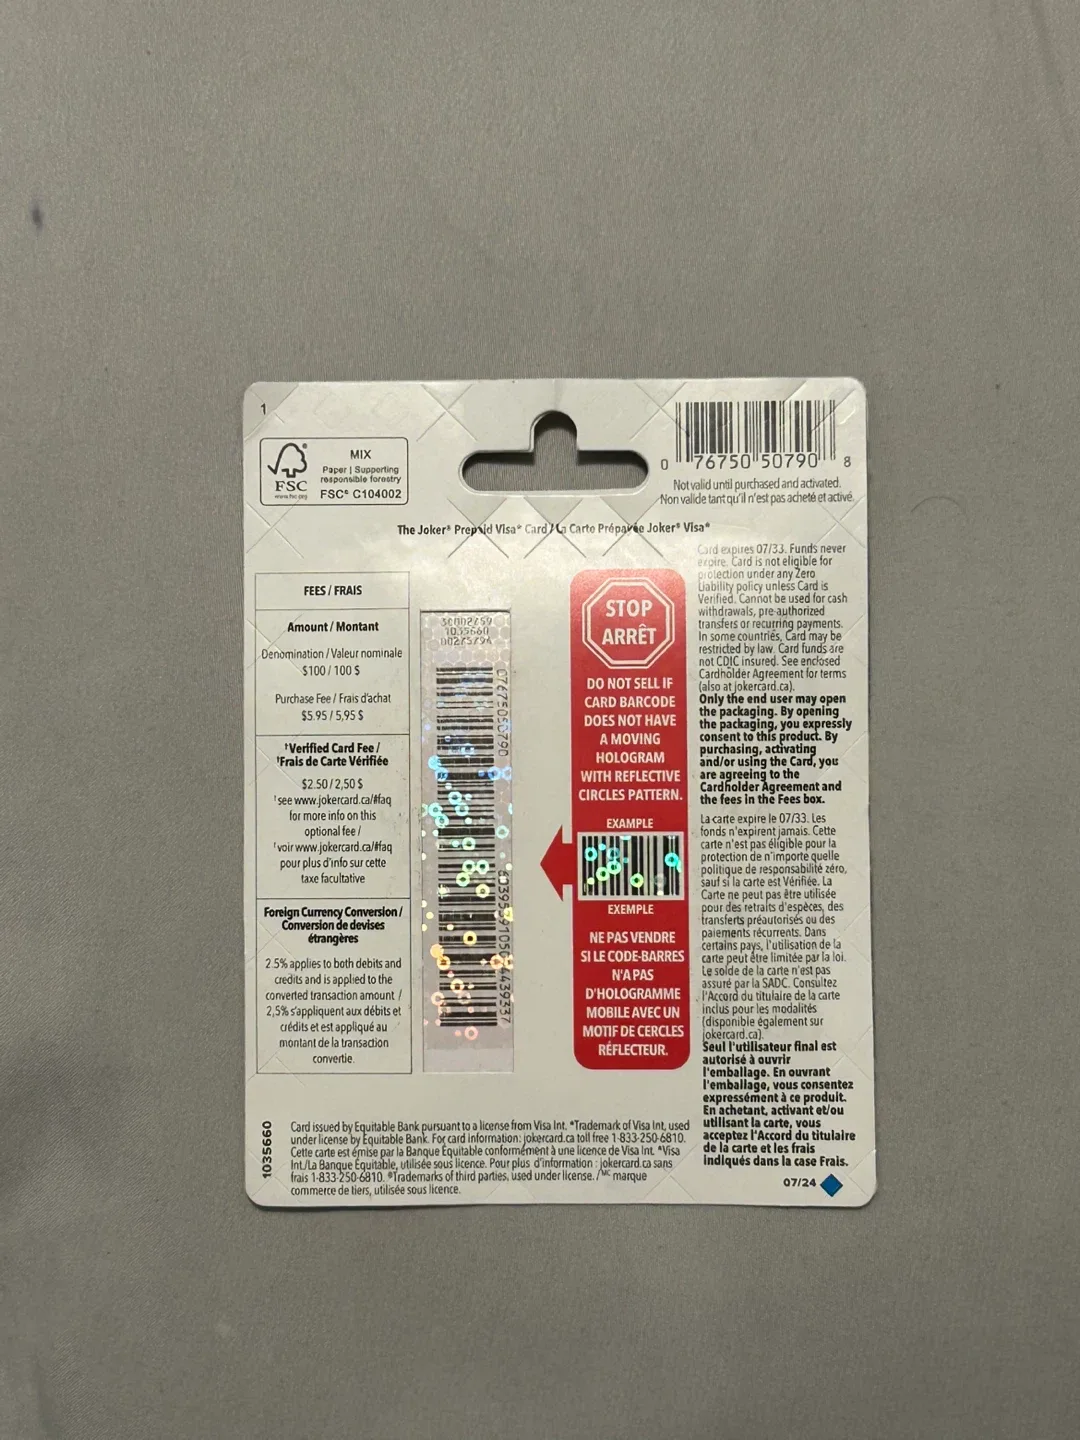 1
FSC
www.fsc.org
MIX
Paper | Supporting
responsible forestry
FSC® C104002
0 76750 50790 8
Not valid until purchased and activated.
Non valide tant qu'il n'est pas acheté et activé.
The Joker® Prepaid Visa* Card / La Carte Prépayée Joker® Visa*
FEES / FRAIS
Amount / Montant
Denomination / Valeur nominale
$100 / 100 $
Purchase Fee / Frais d'achat
$5.95 / 5,95 $
†Verified Card Fee /
†Frais de Carte Vérifiée
$2.50 / 2,50 $
†see www.jokercard.ca/#faq
for more info on this
optional fee /
†voir www.jokercard.ca/#faq
pour plus d'info sur cette
taxe facultative
Foreign Currency Conversion /
Conversion de devises
étrangères
2.5% applies to both debits and
credits and is applied to the
converted transaction amount /
2,5% s'appliquent aux débits et
crédits et est appliqué au
montant de la transaction
convertie.
1035660
STOP
ARRÊT
DO NOT SELL IF
CARD BARCODE
DOES NOT HAVE
A MOVING
HOLOGRAM
WITH REFLECTIVE
CIRCLES PATTERN.
EXAMPLE
EXEMPLE
NE PAS VENDRE
SI LE CODE-BARRES
N'A PAS
D'HOLOGRAMME
MOBILE AVEC UN
MOTIF DE CERCLES
RÉFLECTEUR.
Card expires 07/33. Funds never
expire. Card is not eligible for
protection under any Zero
Liability policy unless Card is
Verified. Cannot be used for cash
withdrawals, pre-authorized
transfers or recurring payments.
In some countries, Card may be
restricted by law. Card funds are
not CDIC insured. See enclosed
Cardholder Agreement for terms
(also at jokercard.ca).
Only the end user may open
the packaging. By opening
the packaging, you expressly
consent to this product. By
purchasing, activating
and/or using the Card, you
are agreeing to the
Cardholder Agreement and
the fees in the Fees box.
La carte expire le 07/33. Les
fonds n'expirent jamais. Cette
carte n'est pas éligible pour la
protection de n'importe quelle
politique de responsabilité zéro,
sauf si la carte est Vérifiée. La
Carte ne peut pas être utilisée
pour des retraits d'espèces, des
transferts préautorisés ou des
paiements récurrents. Dans
certains pays, l'utilisation de la
carte peut être limitée par la loi.
Le solde de la carte n'est pas
assuré par la SADC. Consultez
l'Accord du titulaire de la carte
inclus pour les modalités
(disponible également sur
jokercard.ca).
Seul l'utilisateur final est
autorisé à ouvrir
l'emballage. En ouvrant
l'emballage, vous consentez
expressément à ce produit.
En achetant, activant et/ou
utilisant la carte, vous
acceptez l'Accord du titulaire
de la carte et les frais
indiqués dans la case Frais.
07/24
1035660
Card issued by Equitable Bank pursuant to a license from Visa Int. *Trademark of Visa Int, used
under license by Equitable Bank. For card information: jokercard.ca toll free 1-833-250-6810.
Cette carte est émise par la Banque Équitable conformément à une licence de Visa Int. *Visa
Int./La Banque Équitable, utilisée sous licence. Pour plus d'information : jokercard.ca sans
frais 1-833-250-6810. ®Trademarks of third parties, used under license. /MC marque
commerce de tiers, utilisée sous licence.